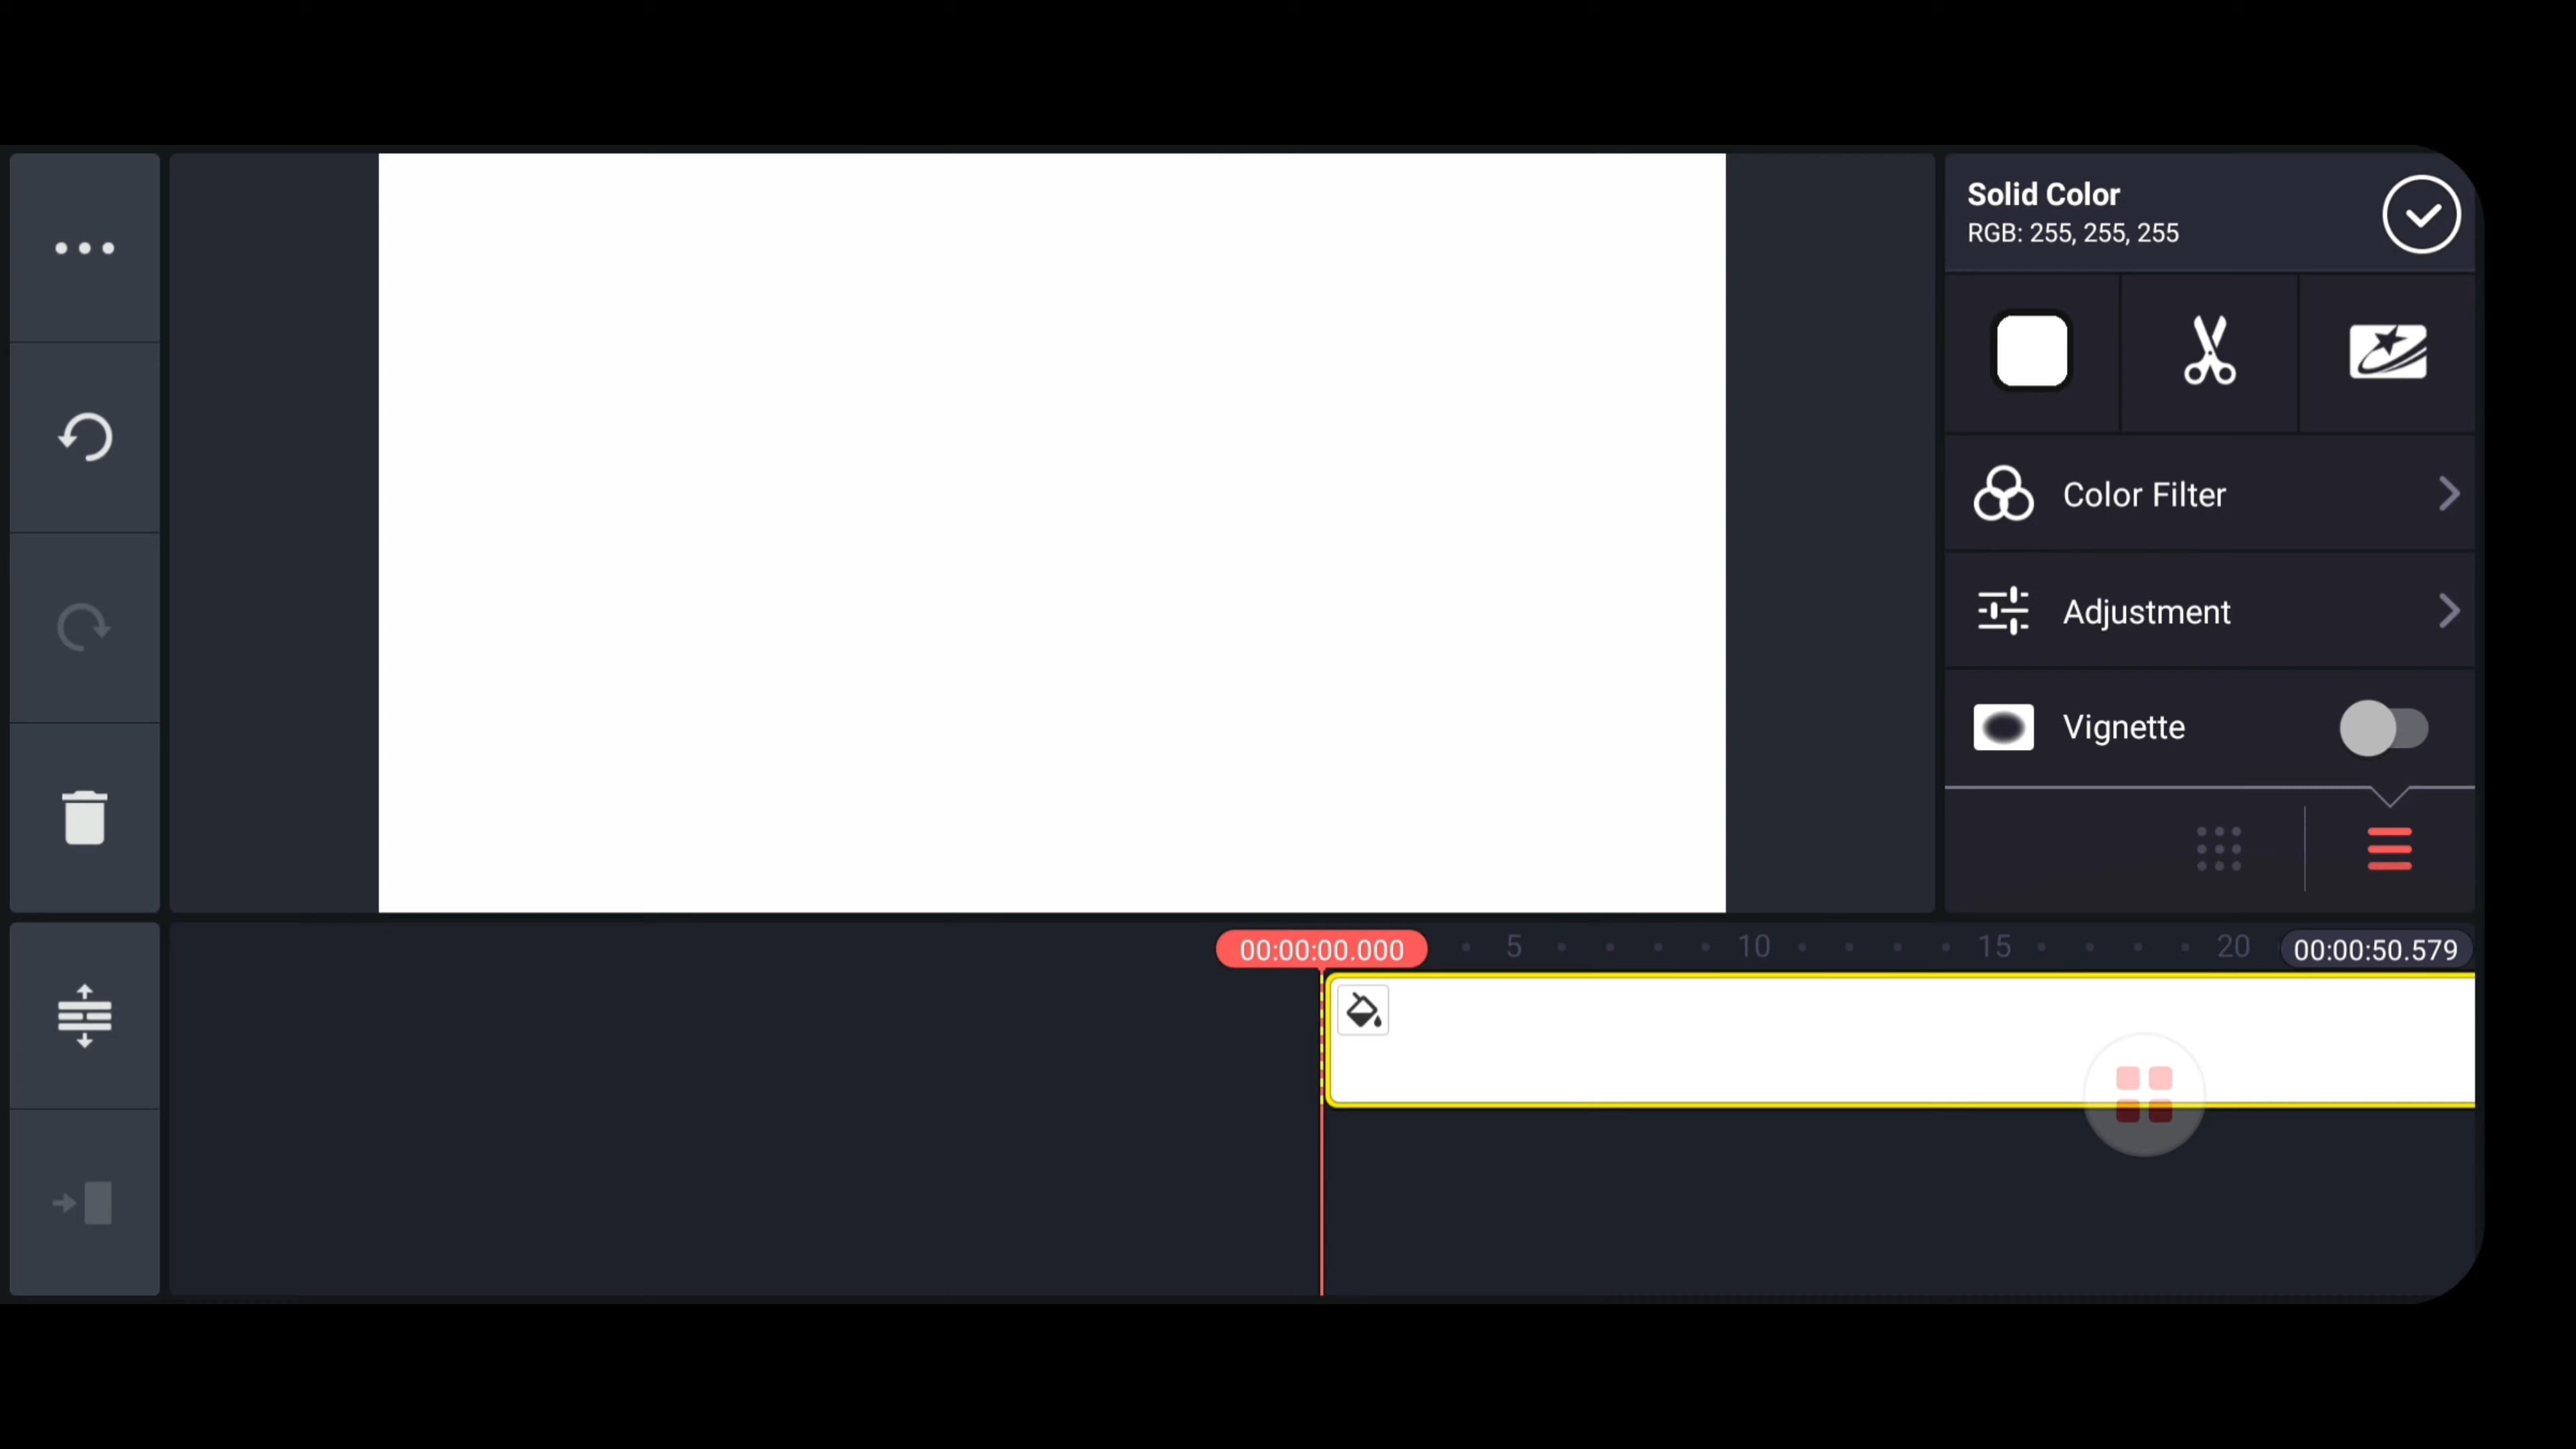 Solid Color
RGB: 255, 255, 255
Color Filter
Adjustment
Vignette
00:00:00.000
5
10
15
20
00:00:50.579